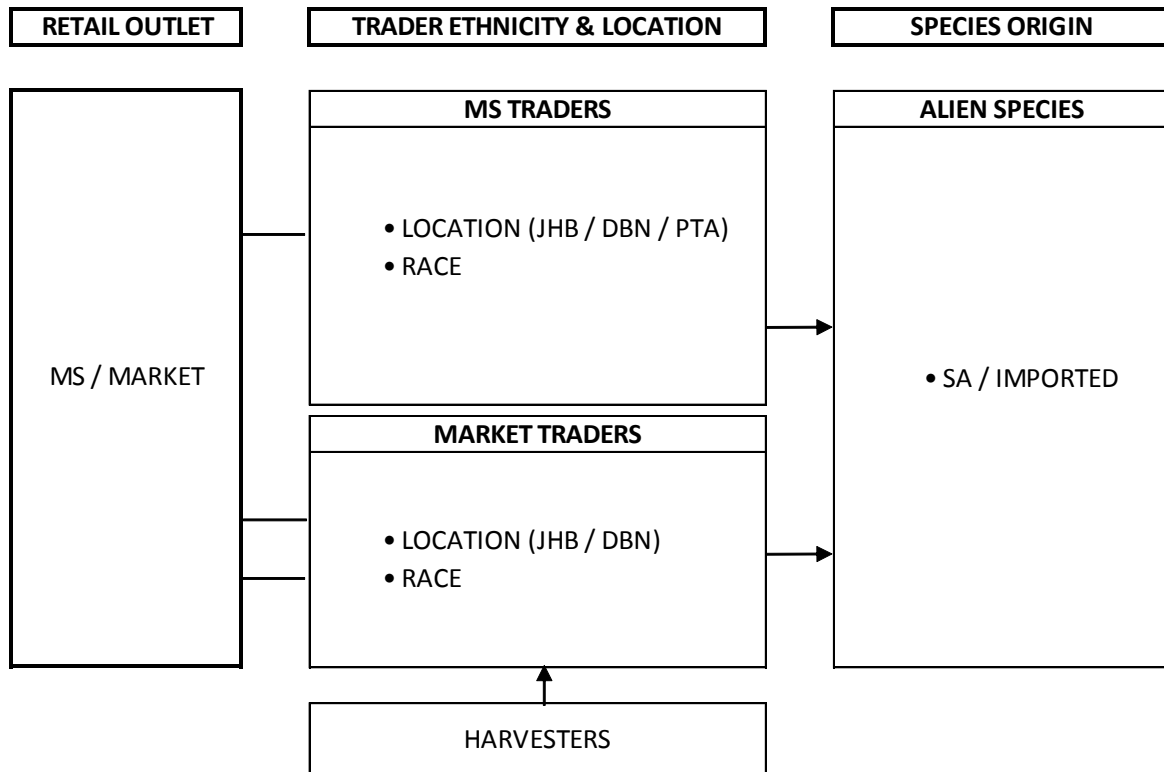 RETAIL OUTLET
TRADER ETHNICITY & LOCATION
SPECIES ORIGIN
MS / MARKET
MS TRADERS
• LOCATION (JHB / DBN / PTA)
• RACE
MARKET TRADERS
• LOCATION (JHB / DBN)
• RACE
HARVESTERS
ALIEN SPECIES
• SA / IMPORTED